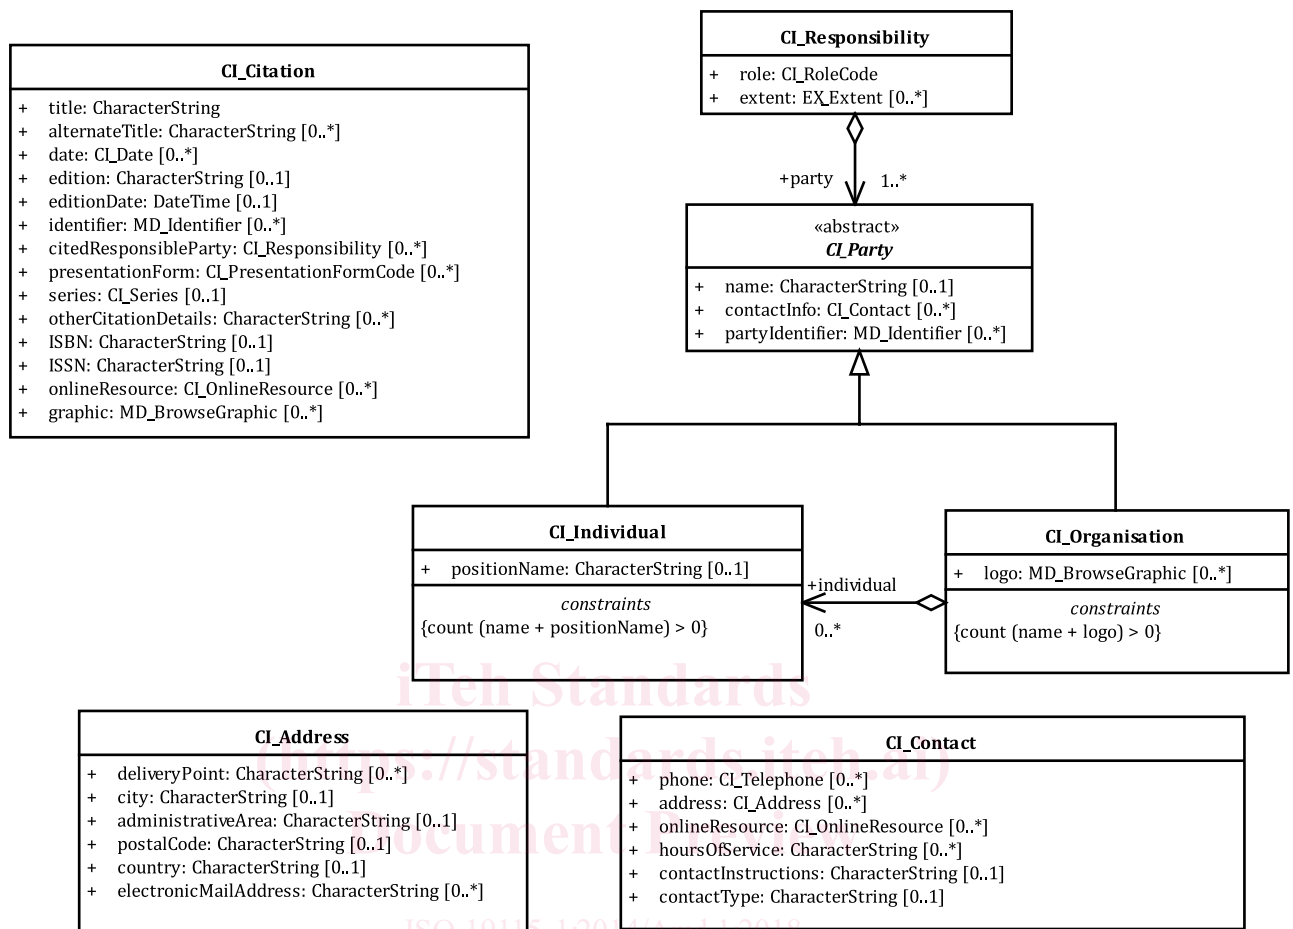 CI_Citation
+ title: CharacterString
+ alternateTitle: CharacterString [0..*]
+ date: CI_Date [0..*]
+ edition: CharacterString [0..1]
+ editionDate: DateTime [0..1]
+ identifier: MD_Identifier [0..*]
+ citedResponsibleParty: CI_Responsibility [0..*]
+ presentationForm: CI_PresentationFormCode [0..*]
+ series: CI_Series [0..1]
+ otherCitationDetails: CharacterString [0..*]
+ ISBN: CharacterString [0..1]
+ ISSN: CharacterString [0..1]
+ onlineResource: CI_OnlineResource [0..*]
+ graphic: MD_BrowseGraphic [0..*]
CI_Responsibility
+ role: CI_RoleCode
+ extent: EX_Extent [0..*]
+party 1..*
«abstract»
CI_Party
+ name: CharacterString [0..1]
+ contactInfo: CI_Contact [0..*]
+ partyIdentifier: MD_Identifier [0..*]
CI_Individual
+ positionName: CharacterString [0..1]
constraints
{count (name + positionName) > 0}
+individual
0..*
CI_Organisation
+ logo: MD_BrowseGraphic [0..*]
constraints
{count (name + logo) > 0}
iTeh Standards
(https://standards.iteh.ai)
Document Preview
CI_Address
+ deliveryPoint: CharacterString [0..*]
+ city: CharacterString [0..1]
+ administrativeArea: CharacterString [0..1]
+ postalCode: CharacterString [0..1]
+ country: CharacterString [0..1]
+ electronicMailAddress: CharacterString [0..*]
CI_Contact
+ phone: CI_Telephone [0..*]
+ address: CI_Address [0..*]
+ onlineResource: CI_OnlineResource [0..*]
+ hoursOfService: CharacterString [0..*]
+ contactInstructions: CharacterString [0..1]
+ contactType: CharacterString [0..1]
ISO 19115-1:2014/Amd 1:2018